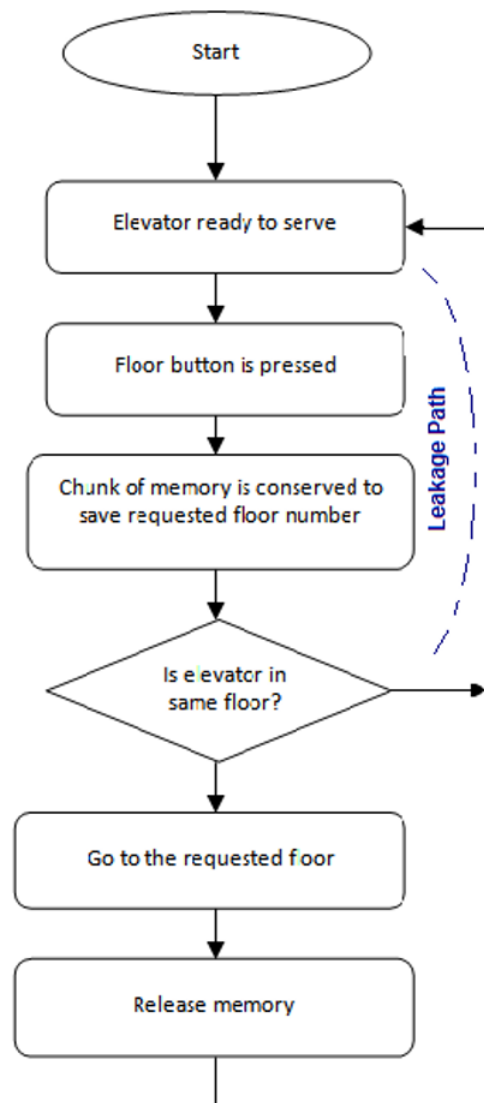 Start
Elevator ready to serve
Floor button is pressed
Chunk of memory is conserved to
save requested floor number
Leakage Path
Is elevator in
same floor?
Go to the requested floor
Release memory